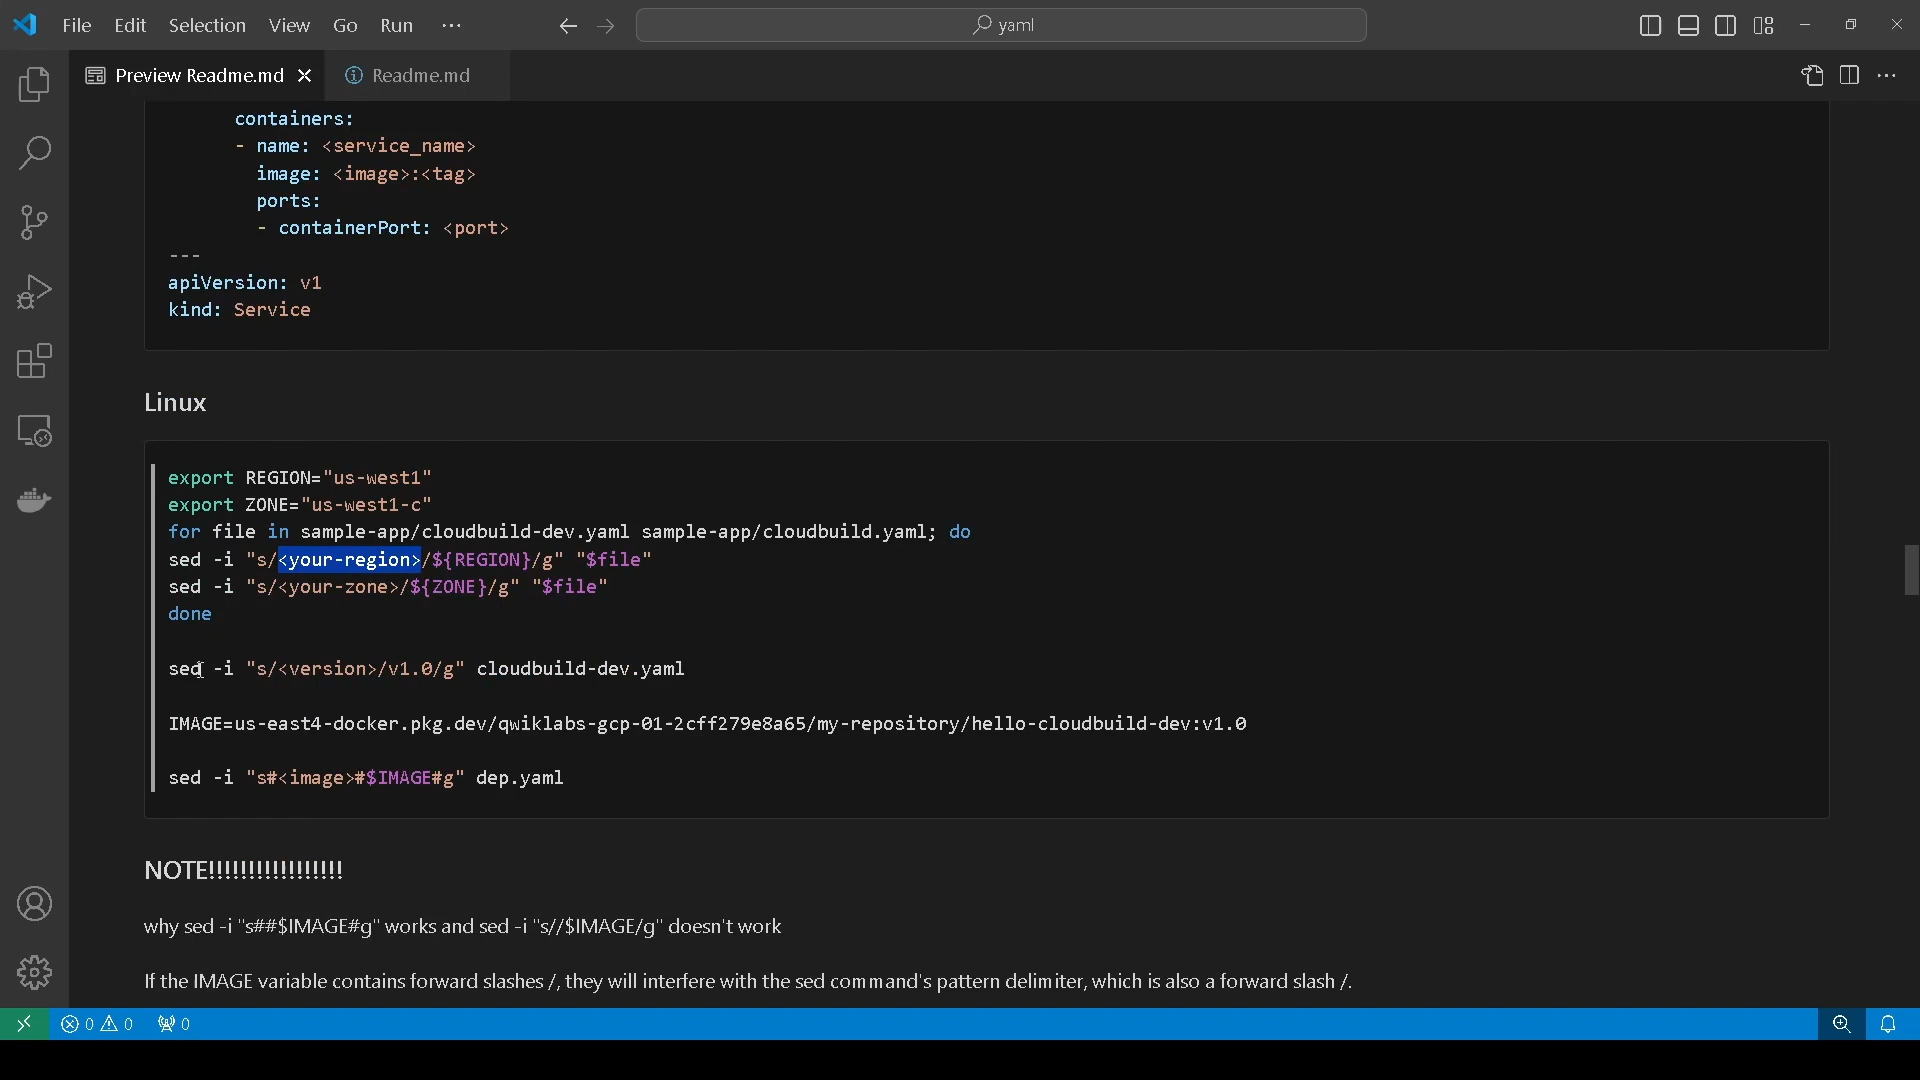 File Edit Selection View Go Run ··· yaml
Preview Readme.md Readme.md
containers:
- name: <service_name>
image: <image>:<tag>
ports:
- containerPort: <port>
---
apiVersion: v1
kind: Service
Linux
export REGION="us-west1"
export ZONE="us-west1-c"
for file in sample-app/cloudbuild-dev.yaml sample-app/cloudbuild.yaml; do
sed -i "s/<your-region>/${REGION}/g" "$file"
sed -i "s/<your-zone>/${ZONE}/g" "$file"
done
sed -i "s/<version>/v1.0/g" cloudbuild-dev.yaml
IMAGE=us-east4-docker.pkg.dev/qwiklabs-gcp-01-2cff279e8a65/my-repository/hello-cloudbuild-dev:v1.0
sed -i "s#<image>#$IMAGE#g" dep.yaml
NOTE!!!!!!!!!!!!!!!!!
why sed -i "s##$IMAGE#g" works and sed -i "s//$IMAGE/g" doesn't work
If the IMAGE variable contains forward slashes /, they will interfere with the sed command's pattern delimiter, which is also a forward slash /.
0 0 0